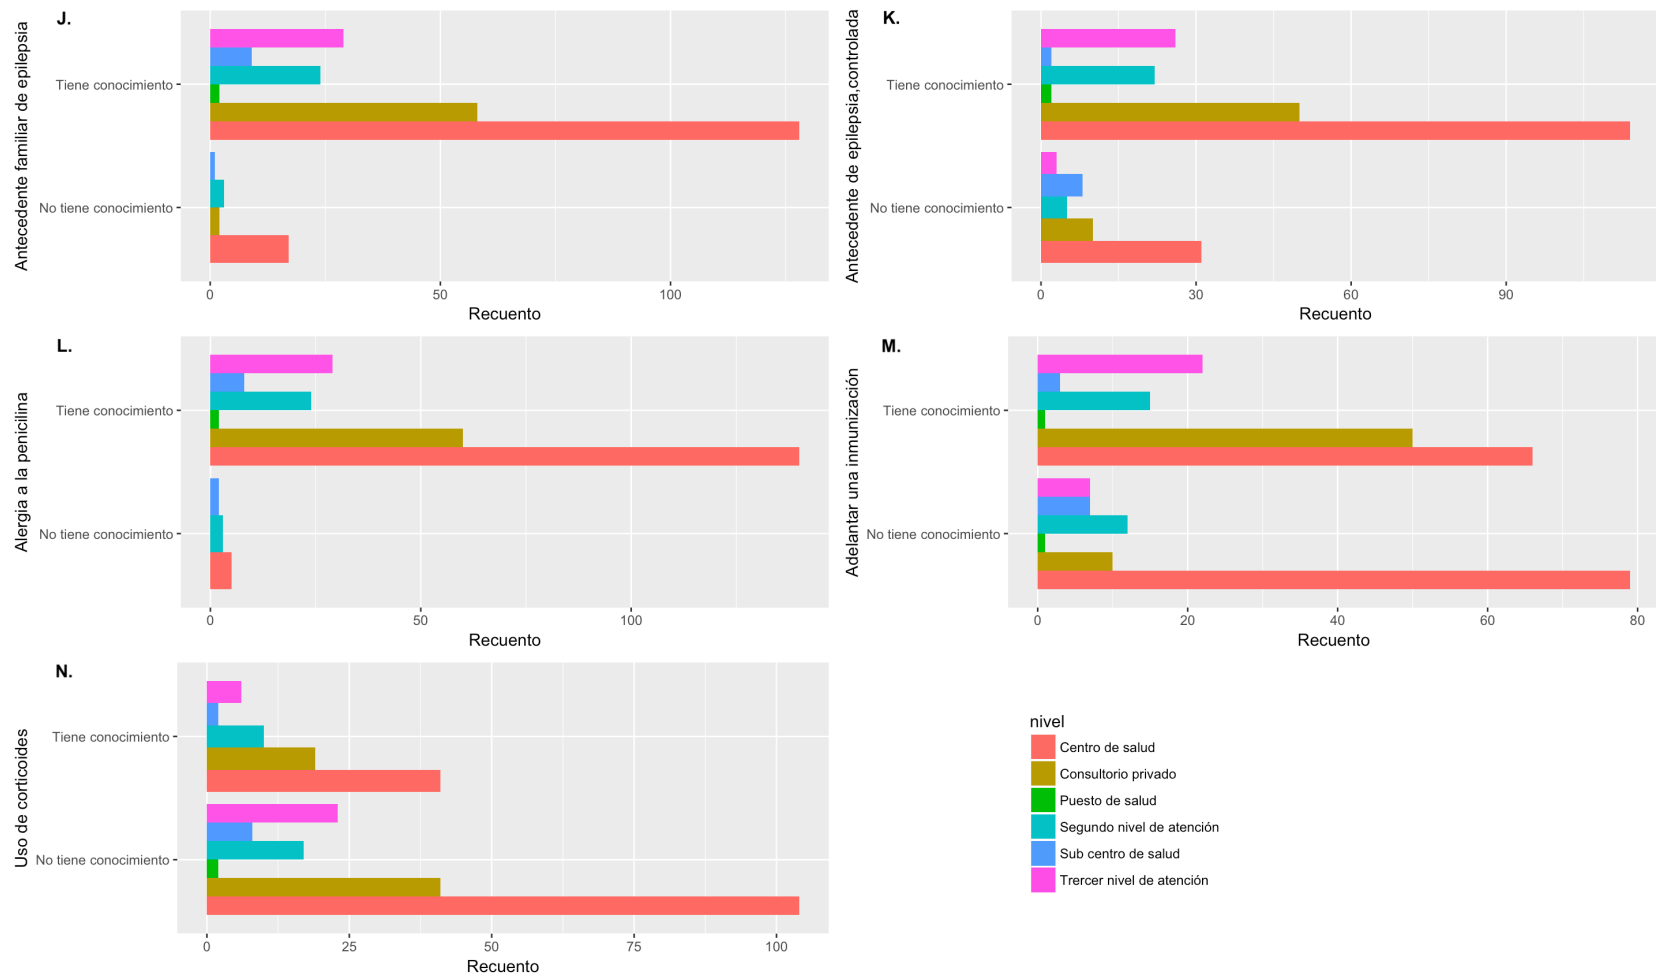 J.
Antecedente familiar de epilepsia
Tiene conocimiento
No tiene conocimiento
0 50 100
Recuento
K.
Antecedente de epilepsia,controlada
Tiene conocimiento
No tiene conocimiento
0 30 60 90
Recuento
L.
Alergia a la penicilina
Tiene conocimiento
No tiene conocimiento
0 50 100
Recuento
M.
Adelantar una inmunización
Tiene conocimiento
No tiene conocimiento
0 20 40 60 80
Recuento
N.
Uso de corticoides
Tiene conocimiento
No tiene conocimiento
0 25 50 75 100
Recuento
nivel
Centro de salud
Consultorio privado
Puesto de salud
Segundo nivel de atención
Sub centro de salud
Trercer nivel de atención